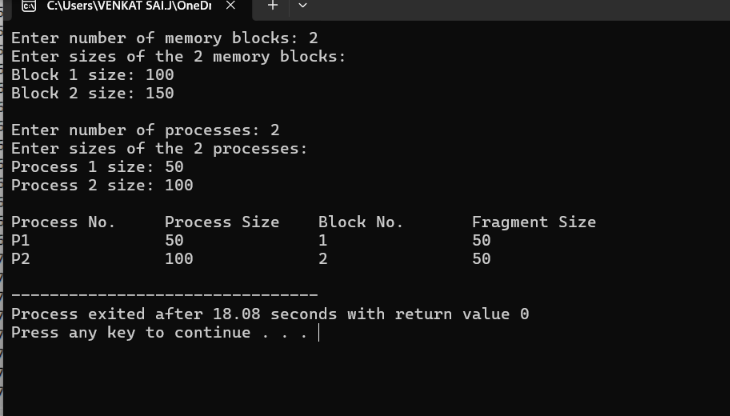 C:\Users\VENKAT SAI.J\OneDr
Enter number of memory blocks: 2
Enter sizes of the 2 memory blocks:
Block 1 size: 100
Block 2 size: 150
Enter number of processes: 2
Enter sizes of the 2 processes:
Process 1 size: 50
Process 2 size: 100
Process No. Process Size Block No. Fragment Size
P1 50 1 50
P2 100 2 50
--------------------------------
Process exited after 18.08 seconds with return value 0
Press any key to continue . . .